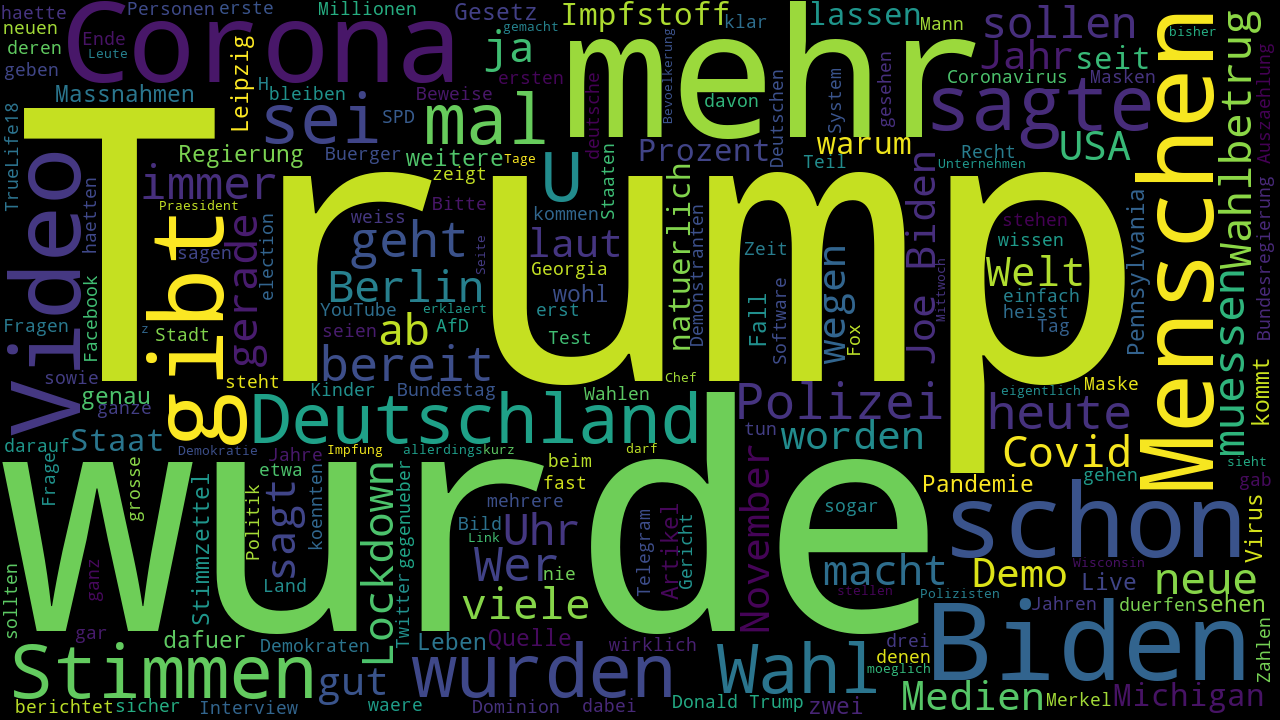 haette
Personen
erste
Millionen
Gesetz
Impfstoff
lassen
sollen
neuen
Corona
gemacht
klar
Mann
bisher
deren
Ende
Leute
ja
mehr
Jahr
seit
Wahlbetrug
geben
Leipzig
H
ersten
Bevoelkerung
Coronavirus
Masken
Massnahmen
bleiben
Beweise
davon
Deutschen
System
gesehen
sagte
Menschen
Auszaehlung
TrueLife18
sei
SPD
mal
deutsche
Prozent
warum
USA
Video
Regierung
Buerger
weitere
Tage
U
Staaten
Teil
Recht
Unternehmen
haetten
immer
zeigt
natuerlich
Joe Biden
Praesident
weiss
Bitte
kommen
stehen
Trump
gibt
gerade
sagen
geht
Seite
laut
Demonstranten
Zeit
wegen
wissen
Pennsylvania
muessen
Bundesregierung
election
Berlin
Georgia
wohl
Welt
Facebook
YouTube
erklaert
erst
Fall
Software
Mittwoch
einfach
heisst
Fragen
z
Stadt
seien
ab
AfD
Test
Fox
Tag
sowie
steht
bereit
Chef
Maske
kommt
genau
ganze
Kinder
Bundestag
Wahlen
eigentlich
Deutschland
Polizei
heute
darauf
Staat
Demokratie
Jahre
Impfung
allerdings
kurz
darf
tun
worden
Covid
sieht
Frage
grosse
etwa
Lockdown
gegenueber
beim
fast
Pandemie
gehen
gab
wurde
Stimmzettel
Politik
sagt
koennten
mehrere
November
sogar
schon
Virus
Bild
Link
Uhr
Telegram
Artikel
Gericht
sollten
ganz
Land
Wer
nie
macht
Demo
Wisconsin
Live
neue
stellen
Polizisten
Jahren
duerfen
sehen
Twitter
viele
gar
dafuer
Demokraten
Leben
Quelle
wirklich
drei
denen
Zahlen
Stimmen
gut
wurden
Wahl
moeglich
Biden
berichtet
sicher
Interview
waere
Dominion
dabei
Donald Trump
zwei
Medien
Merkel
Michigan